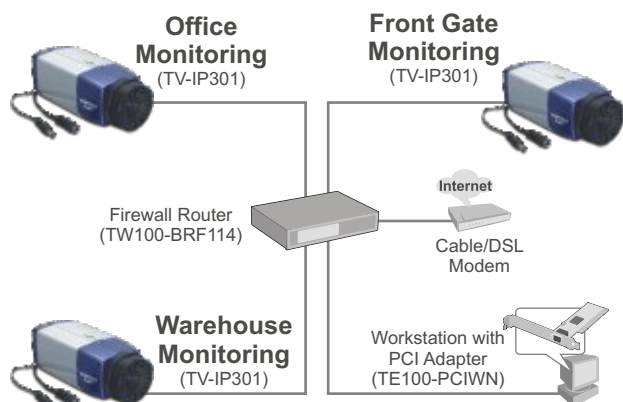 Office
Monitoring
(TV-IP301)
Front Gate
Monitoring
(TV-IP301)
Firewall Router
(TW100-BRF114)
Internet
Cable/DSL
Modem
Warehouse
Monitoring
(TV-IP301)
Workstation with
PCI Adapter
(TE100-PCIWN)